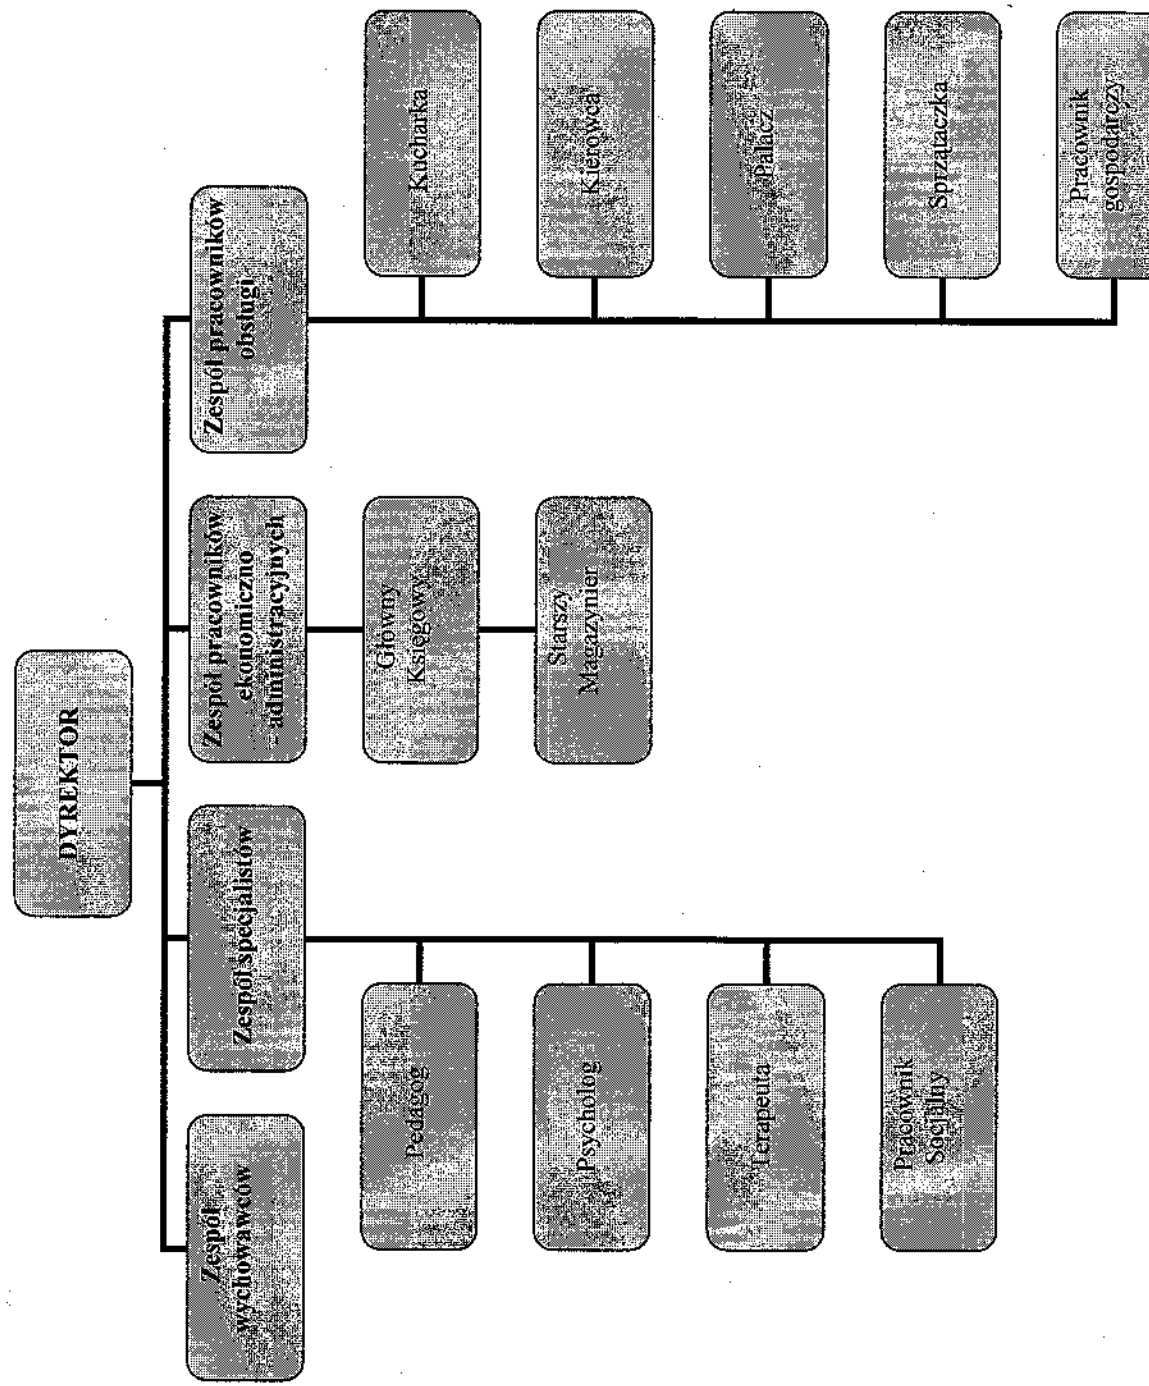 DYREKTOR
Zespół
wychowawców
Zespół specjalistów
Zespół pracowników
ekonomiczno
– administracyjnych
Zespół pracowników
obsługi
Pedagog
Psycholog
Terapeuta
Pracownik
Socjalny
Główny
Księgowy
Starszy
Magazynier
Kucharka
Kierowca
Palacz
Sprzątaczka
Pracownik
gospodarczy